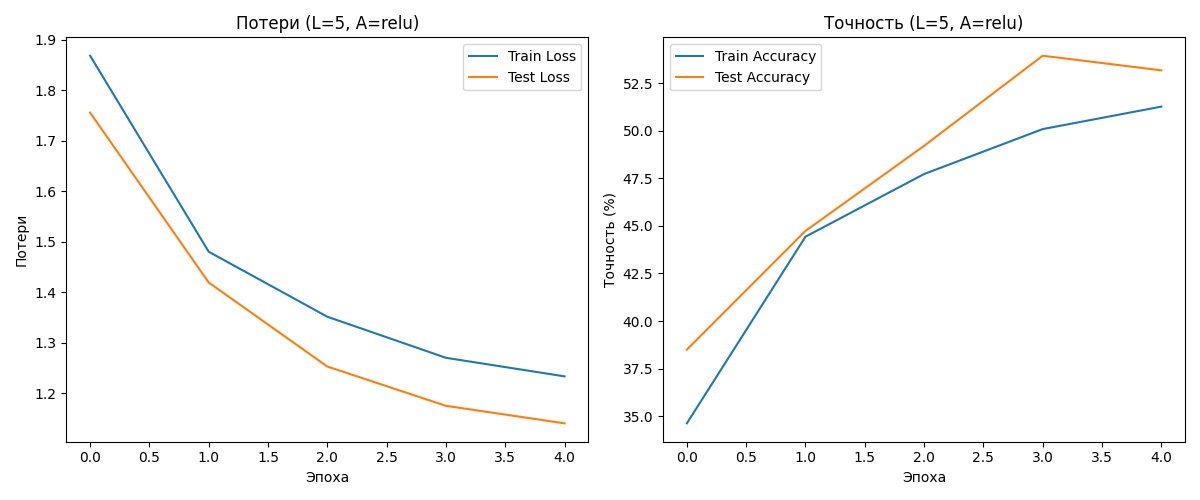 Потери (L=5, A=relu)
1.9
1.8
1.7
1.6
1.5
1.4
1.3
1.2
Потери
Train Loss
Test Loss
0.0 0.5 1.0 1.5 2.0 2.5 3.0 3.5 4.0
Эпоха
Точность (L=5, A=relu)
52.5
50.0
47.5
45.0
42.5
40.0
37.5
35.0
Точность (%)
Train Accuracy
Test Accuracy
0.0 0.5 1.0 1.5 2.0 2.5 3.0 3.5 4.0
Эпоха